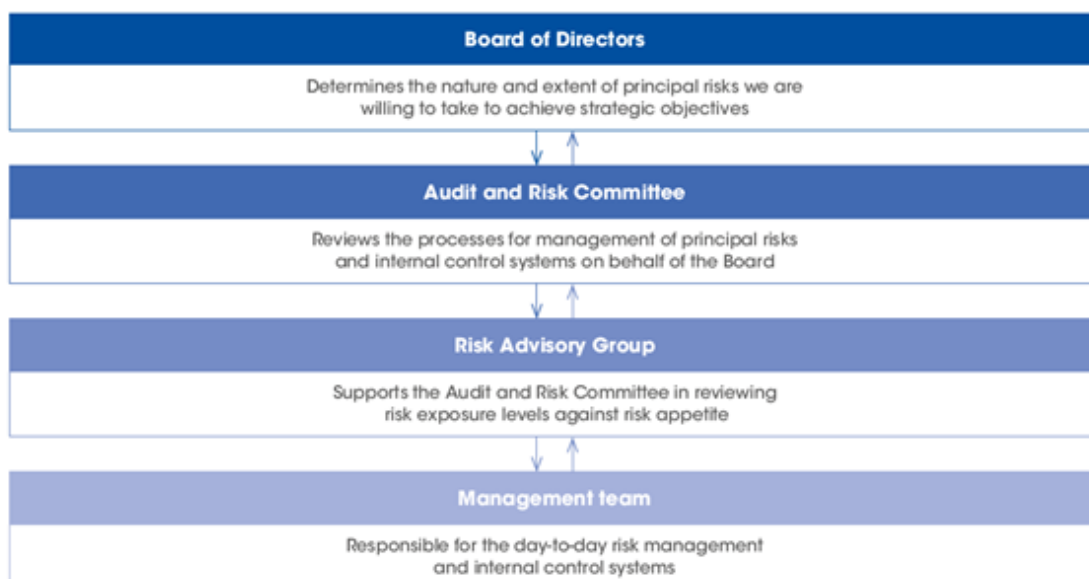 Board of Directors
Determines the nature and extent of principal risks we are
willing to take to achieve strategic objectives
Audit and Risk Committee
Reviews the processes for management of principal risks
and internal control systems on behalf of the Board
Risk Advisory Group
Supports the Audit and Risk Committee in reviewing
risk exposure levels against risk appetite
Management team
Responsible for the day-to-day risk management
and internal control systems